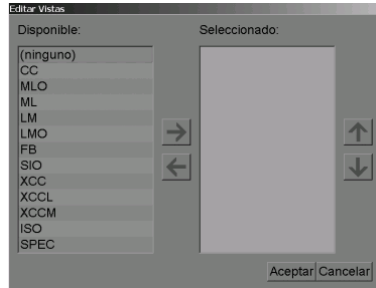 Editar Vistas
Disponible:
Seleccionado:
(ninguno)
CC
MLO
ML
LM
LMO
FB
SIO
XCC
XCCL
XCCM
ISO
SPEC
Aceptar
Cancelar